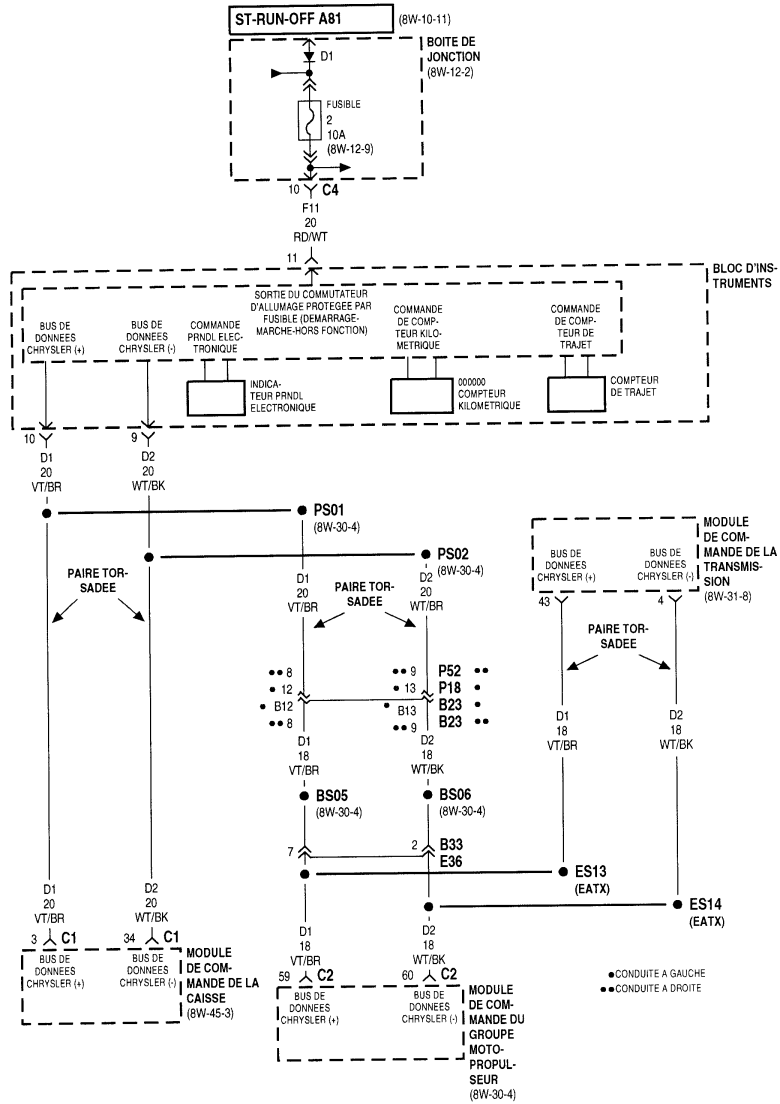 ST-RUN-OFF A81
(8W-10-11)
BOITE DE
JONCTION
(8W-12-2)
D1
FUSIBLE
2
10A
(8W-12-9)
10
C4
F11
20
RD/WT
11
BLOC D'INS-
TRUMENTS
SORTIE DU COMMUTATEUR
D'ALLUMAGE PROTEGEE PAR
FUSIBLE (DEMARRAGE-
MARCHE-HORS FONCTION)
BUS DE
DONNEES
CHRYSLER (+)
BUS DE
DONNEES
CHRYSLER (-)
COMMANDE
PRNDL ELEC-
TRONIQUE
COMMANDE
DE COMP-
TEUR KILO-
METRIQUE
COMMANDE
DE COMP-
TEUR DE
TRAJET
INDICA-
TEUR PRNDL
ELECTRONIQUE
000000
COMPTEUR
KILOMETRIQUE
COMPTEUR
DE TRAJET
10
9
D1
20
VT/BR
D2
20
WT/BK
PS01
(8W-30-4)
PS02
(8W-30-4)
MODULE
DE COM-
MANDE DE LA
TRANSMIS-
SION
(8W-31-8)
BUS DE
DONNEES
CHRYSLER (+)
BUS DE
DONNEES
CHRYSLER (-)
43
4
PAIRE TOR-
SADEE
D1
20
VT/BR
PAIRE TOR-
SADEE
D2
20
WT/BR
PAIRE TOR-
SADEE
•• 8
•• 9
P52 ••
• 12
• 13
P18 •
• B12
• B13
B23 •
•• 8
•• 9
B23 ••
D1
18
VT/BR
D2
18
WT/BK
D1
18
VT/BR
D2
18
WT/BK
BS05
(8W-30-4)
BS06
(8W-30-4)
7
2
B33
E36
ES13
(EATX)
ES14
(EATX)
D1
20
VT/BR
D2
20
WT/BK
3
C1
34
C1
BUS DE
DONNEES
CHRYSLER (+)
BUS DE
DONNEES
CHRYSLER (-)
MODULE
DE COM-
MANDE DE LA
CAISSE
(8W-45-3)
D1
18
VT/BR
D2
18
WT/BK
59
C2
60
C2
BUS DE
DONNEES
CHRYSLER (+)
BUS DE
DONNEES
CHRYSLER (-)
MODULE
DE COM-
MANDE DU
GROUPE
MOTO-
PROPUL-
SEUR
(8W-30-4)
● CONDUITE A GAUCHE
●● CONDUITE A DROITE